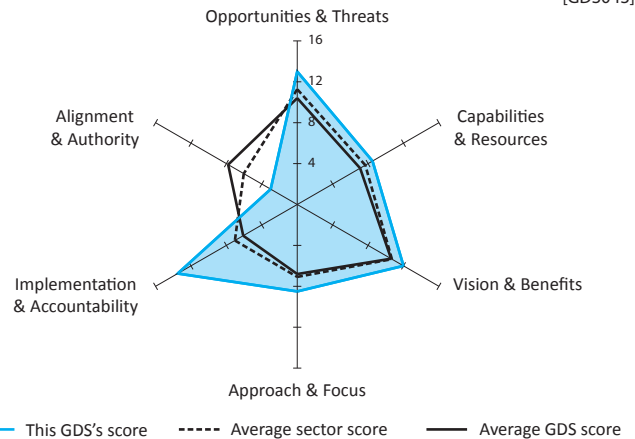 Opportunities & Threats
16
12
8
4
Alignment
& Authority
Capabilities
& Resources
Implementation
& Accountability
Vision & Benefits
Approach & Focus
This GDS's score
Average sector score
Average GDS score